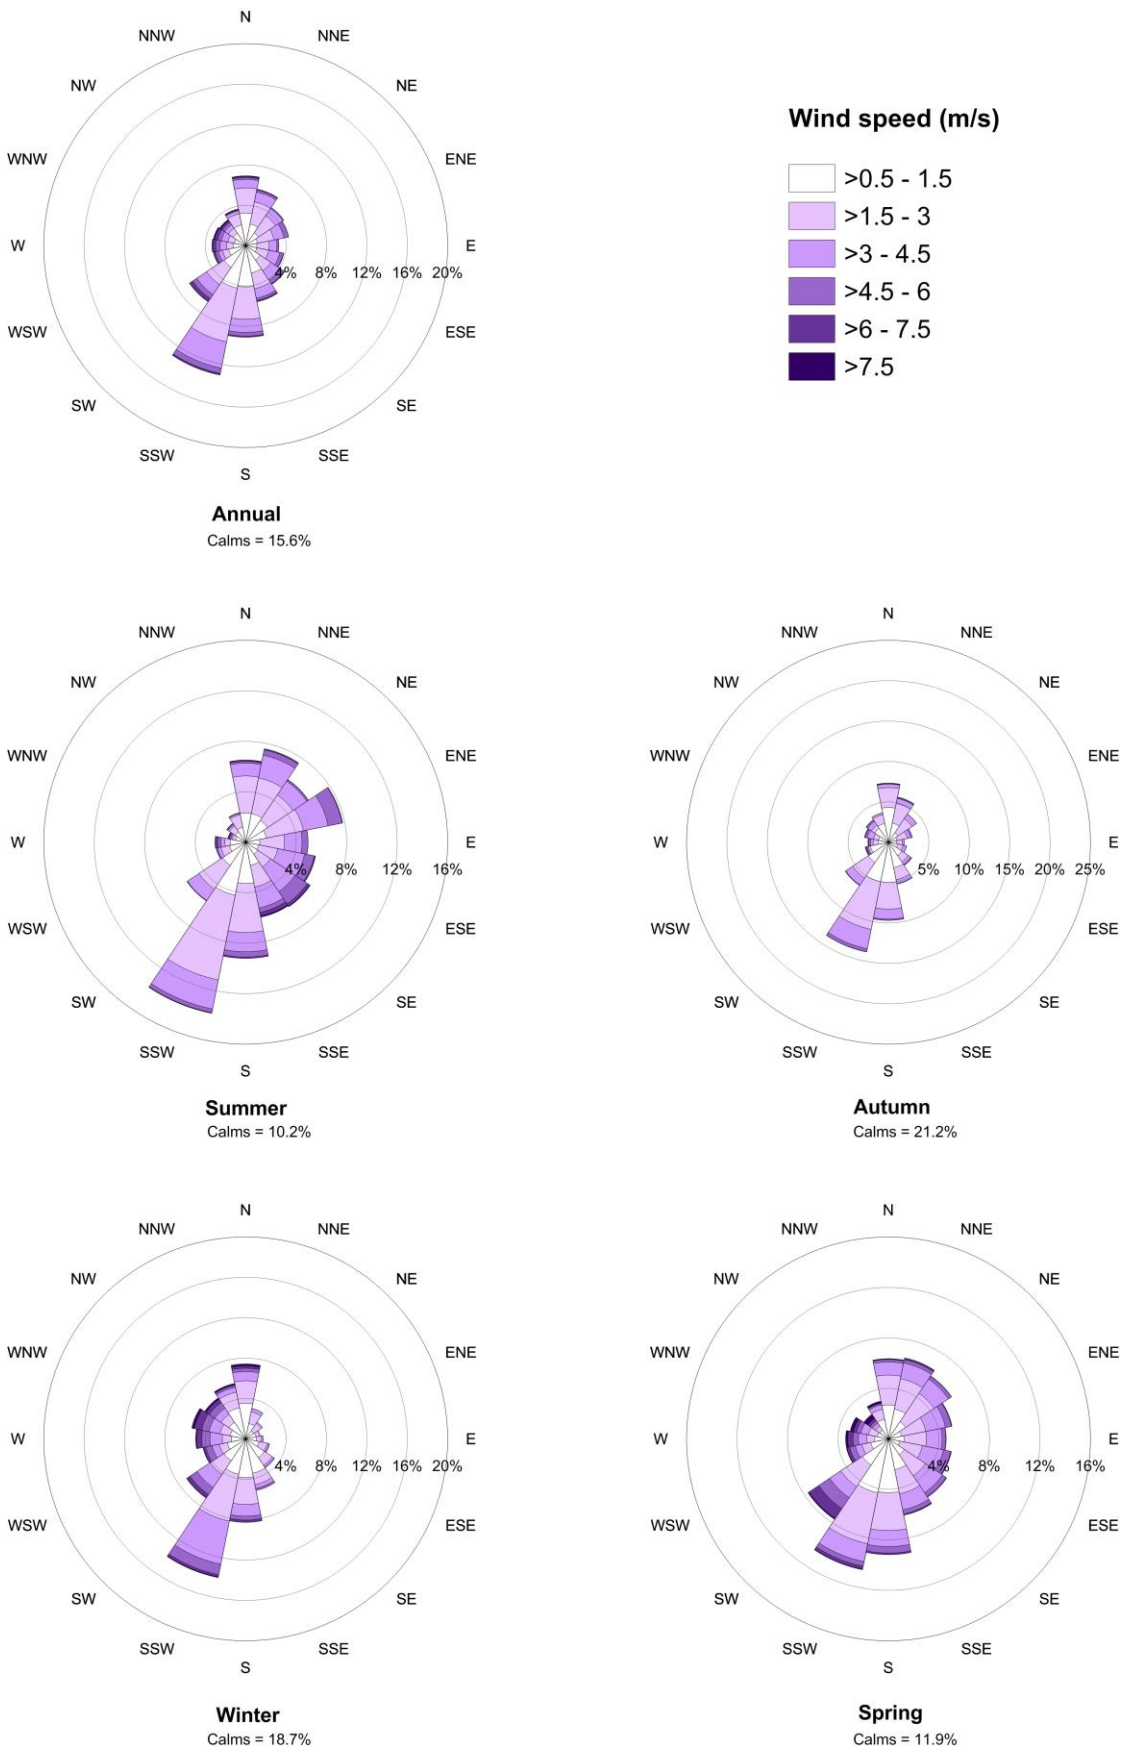 N
NNW NNE
NW NE
WNW ENE
W E
4% 8% 12% 16% 20%
WSW ESE
SW SE
SSW SSE
S
Annual
Calms = 15.6%
Wind speed (m/s)
>0.5 - 1.5
>1.5 - 3
>3 - 4.5
>4.5 - 6
>6 - 7.5
>7.5
N
NNW NNE
NW NE
WNW ENE
W E
4% 8% 12% 16%
WSW ESE
SW SE
SSW SSE
S
Summer
Calms = 10.2%
N
NNW NNE
NW NE
WNW ENE
W E
5% 10% 15% 20% 25%
WSW ESE
SW SE
SSW SSE
S
Autumn
Calms = 21.2%
N
NNW NNE
NW NE
WNW ENE
W E
4% 8% 12% 16% 20%
WSW ESE
SW SE
SSW SSE
S
Winter
Calms = 18.7%
N
NNW NNE
NW NE
WNW ENE
W E
4% 8% 12% 16%
WSW ESE
SW SE
SSW SSE
S
Spring
Calms = 11.9%